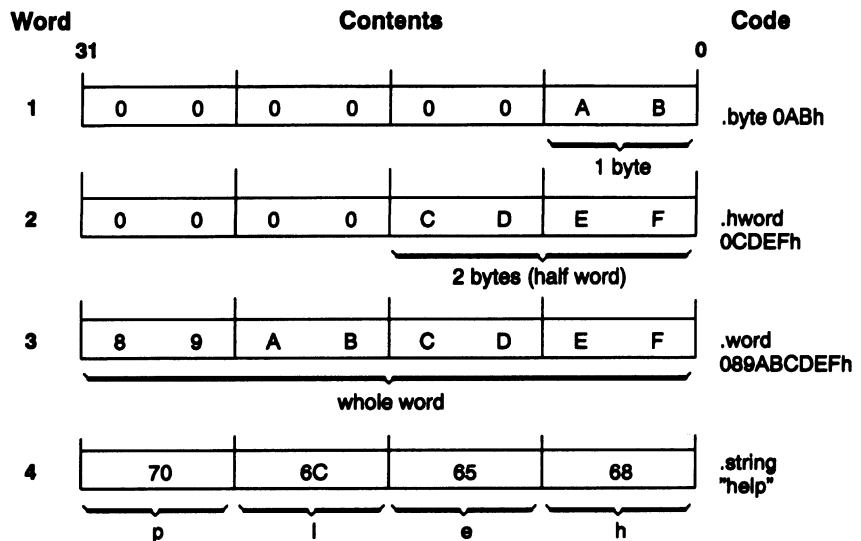 Word Contents Code
31 0
1 0 0 0 0 0 0 A B .byte 0ABh
1 byte
2 0 0 0 0 C D E F .hword
0CDEFh
2 bytes (half word)
3 8 9 A B C D E F .word
089ABCDEFh
whole word
4 70 6C 65 68 .string
"help"
p l e h